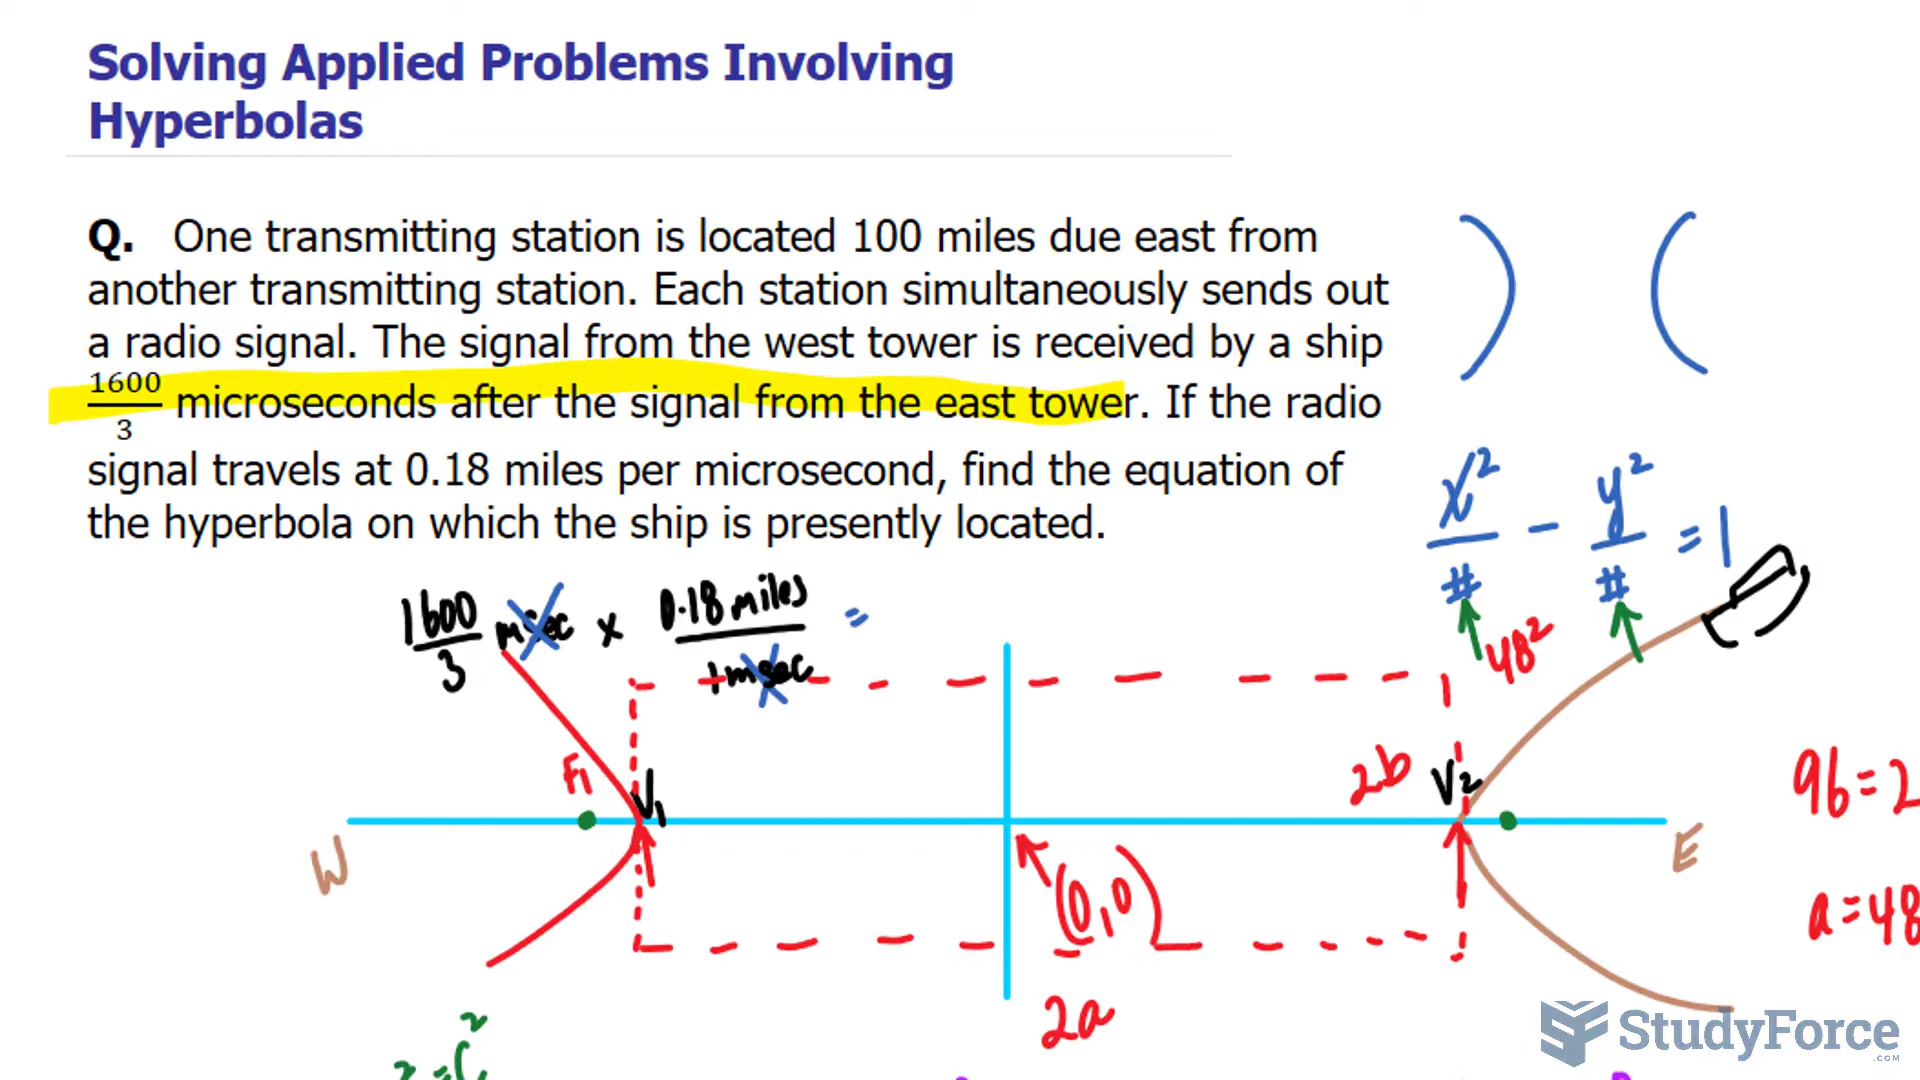 Solving Applied Problems Involving
Hyperbolas
Q. One transmitting station is located 100 miles due east from
another transmitting station. Each station simultaneously sends out
a radio signal. The signal from the west tower is received by a ship
1600/3 microseconds after the signal from the east tower. If the radio
signal travels at 0.18 miles per microsecond, find the equation of
the hyperbola on which the ship is presently located.
x²/# - y²/# = 1
1600/3 msec x 0.18 miles/1 msec =
48²
F1
V1
2b
V2
96=2
W
E
(0,0)
a=48
2a
2
=C
StudyForce
.COM